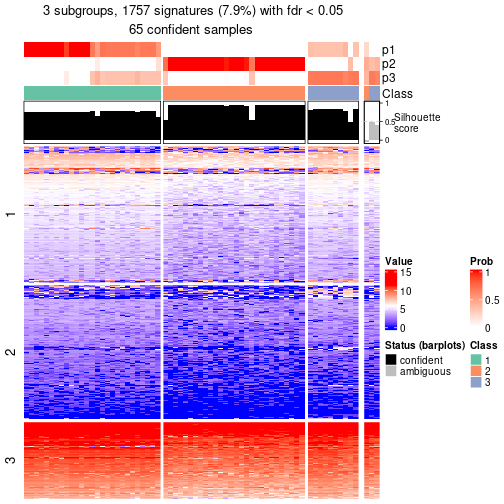 3 subgroups, 1757 signatures (7.9%) with fdr < 0.05
65 confident samples
p1
p2
p3
Class
1
0.5
0
Silhouette
score
1
2
3
Value
15
10
5
0
Prob
1
0.5
0
Status (barplots)
confident
ambiguous
Class
1
2
3